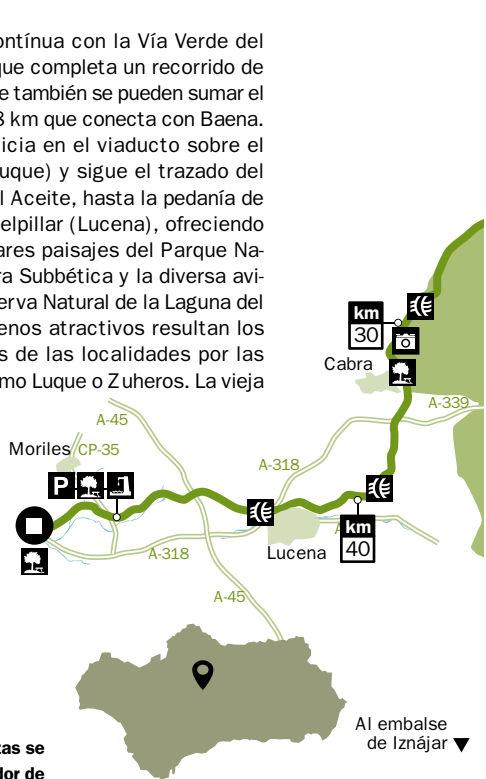 ontínua con la Vía Verde del
que completa un recorrido de
e también se pueden sumar el
8 km que conecta con Baena.
icia en el viaducto sobre el
uque) y sigue el trazado del
l Aceite, hasta la pedanía de
elpillar (Lucena), ofreciendo
ares paisajes del Parque Na-
ra Subbética y la diversa avi-
serva Natural de la Laguna del
enos atractivos resultan los
s de las localidades por las
mo Luque o Zuheros. La vieja
km
30
Cabra
A-339
A-45
Moriles
CP-35
P
A-318
Lucena
km
40
A-318
A-45
Al embalse
de Iznájar
tas se
dor de